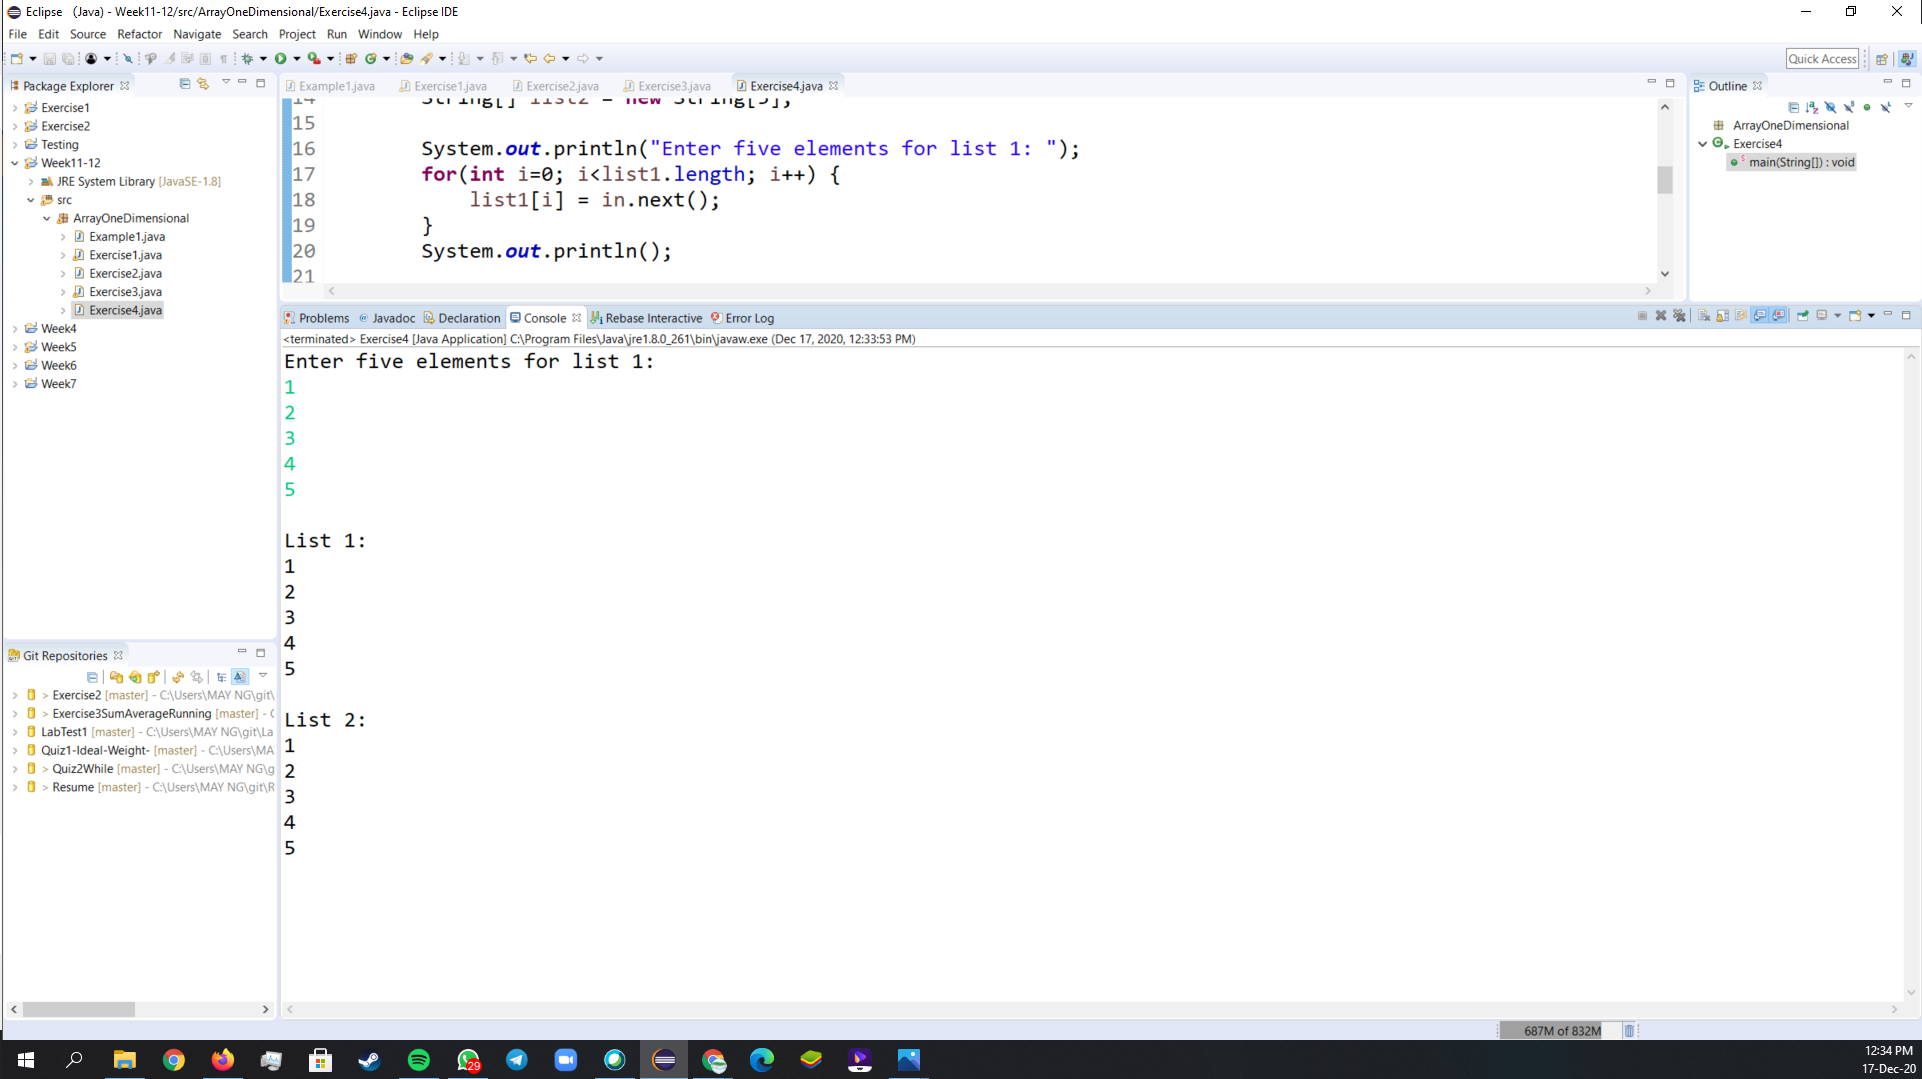 Eclipse (Java) - Week11-12/src/ArrayOneDimensional/Exercise4.java - Eclipse IDE
File Edit Source Refactor Navigate Search Project Run Window Help
Quick Access
Package Explorer
Exercise1
Exercise2
Testing
Week11-12
JRE System Library [JavaSE-1.8]
src
ArrayOneDimensional
Example1.java
Exercise1.java
Exercise2.java
Exercise3.java
Exercise4.java
Week4
Week5
Week6
Week7
Example1.java Exercise1.java Exercise2.java Exercise3.java Exercise4.java
14 String[] list2 = new String[5];
15
16 System.out.println("Enter five elements for list 1: ");
17 for(int i=0; i<list1.length; i++) {
18 list1[i] = in.next();
19 }
20 System.out.println();
21
Outline
ArrayOneDimensional
Exercise4
main(String[]) : void
Problems Javadoc Declaration Console Rebase Interactive Error Log
<terminated> Exercise4 [Java Application] C:\Program Files\Java\jre1.8.0_261\bin\javaw.exe (Dec 17, 2020, 12:33:53 PM)
Enter five elements for list 1:
1
2
3
4
5
List 1:
1
2
3
4
5
List 2:
1
2
3
4
5
Git Repositories
> Exercise2 [master] - C:\Users\MAY NG\git\
> Exercise3SumAverageRunning [master] - C
LabTest1 [master] - C:\Users\MAY NG\git\La
Quiz1-Ideal-Weight- [master] - C:\Users\MA
> Quiz2While [master] - C:\Users\MAY NG\g
> Resume [master] - C:\Users\MAY NG\git\R
687M of 832M
29
12:34 PM
17-Dec-20